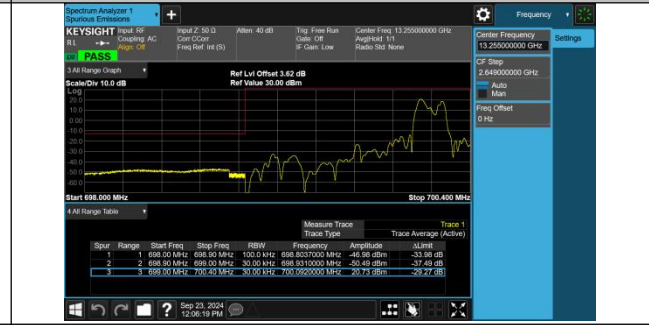 Spectrum Analyzer 1
Spurious Emissions
+
Frequency
KEYSIGHT Input: RF Input Z: 50 Ω Atten: 40 dB Trig: Free Run Center Freq: 13.255000000 GHz
RL Coupling: AC Corr CCorr Gate: Off Avg|Hold: 1/1
Align: Off Freq Ref: Int (S) IF Gain: Low Radio Std: None
PASS
Center Frequency
13.255000000 GHz
Settings
CF Step
2.649000000 GHz
Auto
Man
Freq Offset
0 Hz
3 All Range Graph
Ref Lvl Offset 3.62 dB
Scale/Div 10.0 dB Ref Value 30.00 dBm
Log
20.0
10.0
0.00
-10.0
-20.0
-30.0
-40.0
-50.0
-60.0
Start 698.000 MHz Stop 700.400 MHz
4 All Range Table
Measure Trace Trace 1
Trace Type Trace Average (Active)
Spur Range Start Freq Stop Freq RBW Frequency Amplitude ΔLimit
1 1 698.00 MHz 698.90 MHz 100.0 kHz 698.8037000 MHz -46.98 dBm -33.98 dB
2 2 698.90 MHz 699.00 MHz 30.00 kHz 698.9310000 MHz -50.49 dBm -37.49 dB
3 3 699.00 MHz 700.40 MHz 30.00 kHz 700.0920000 MHz 20.73 dBm -29.27 dB
Sep 23, 2024
12:06:19 PM